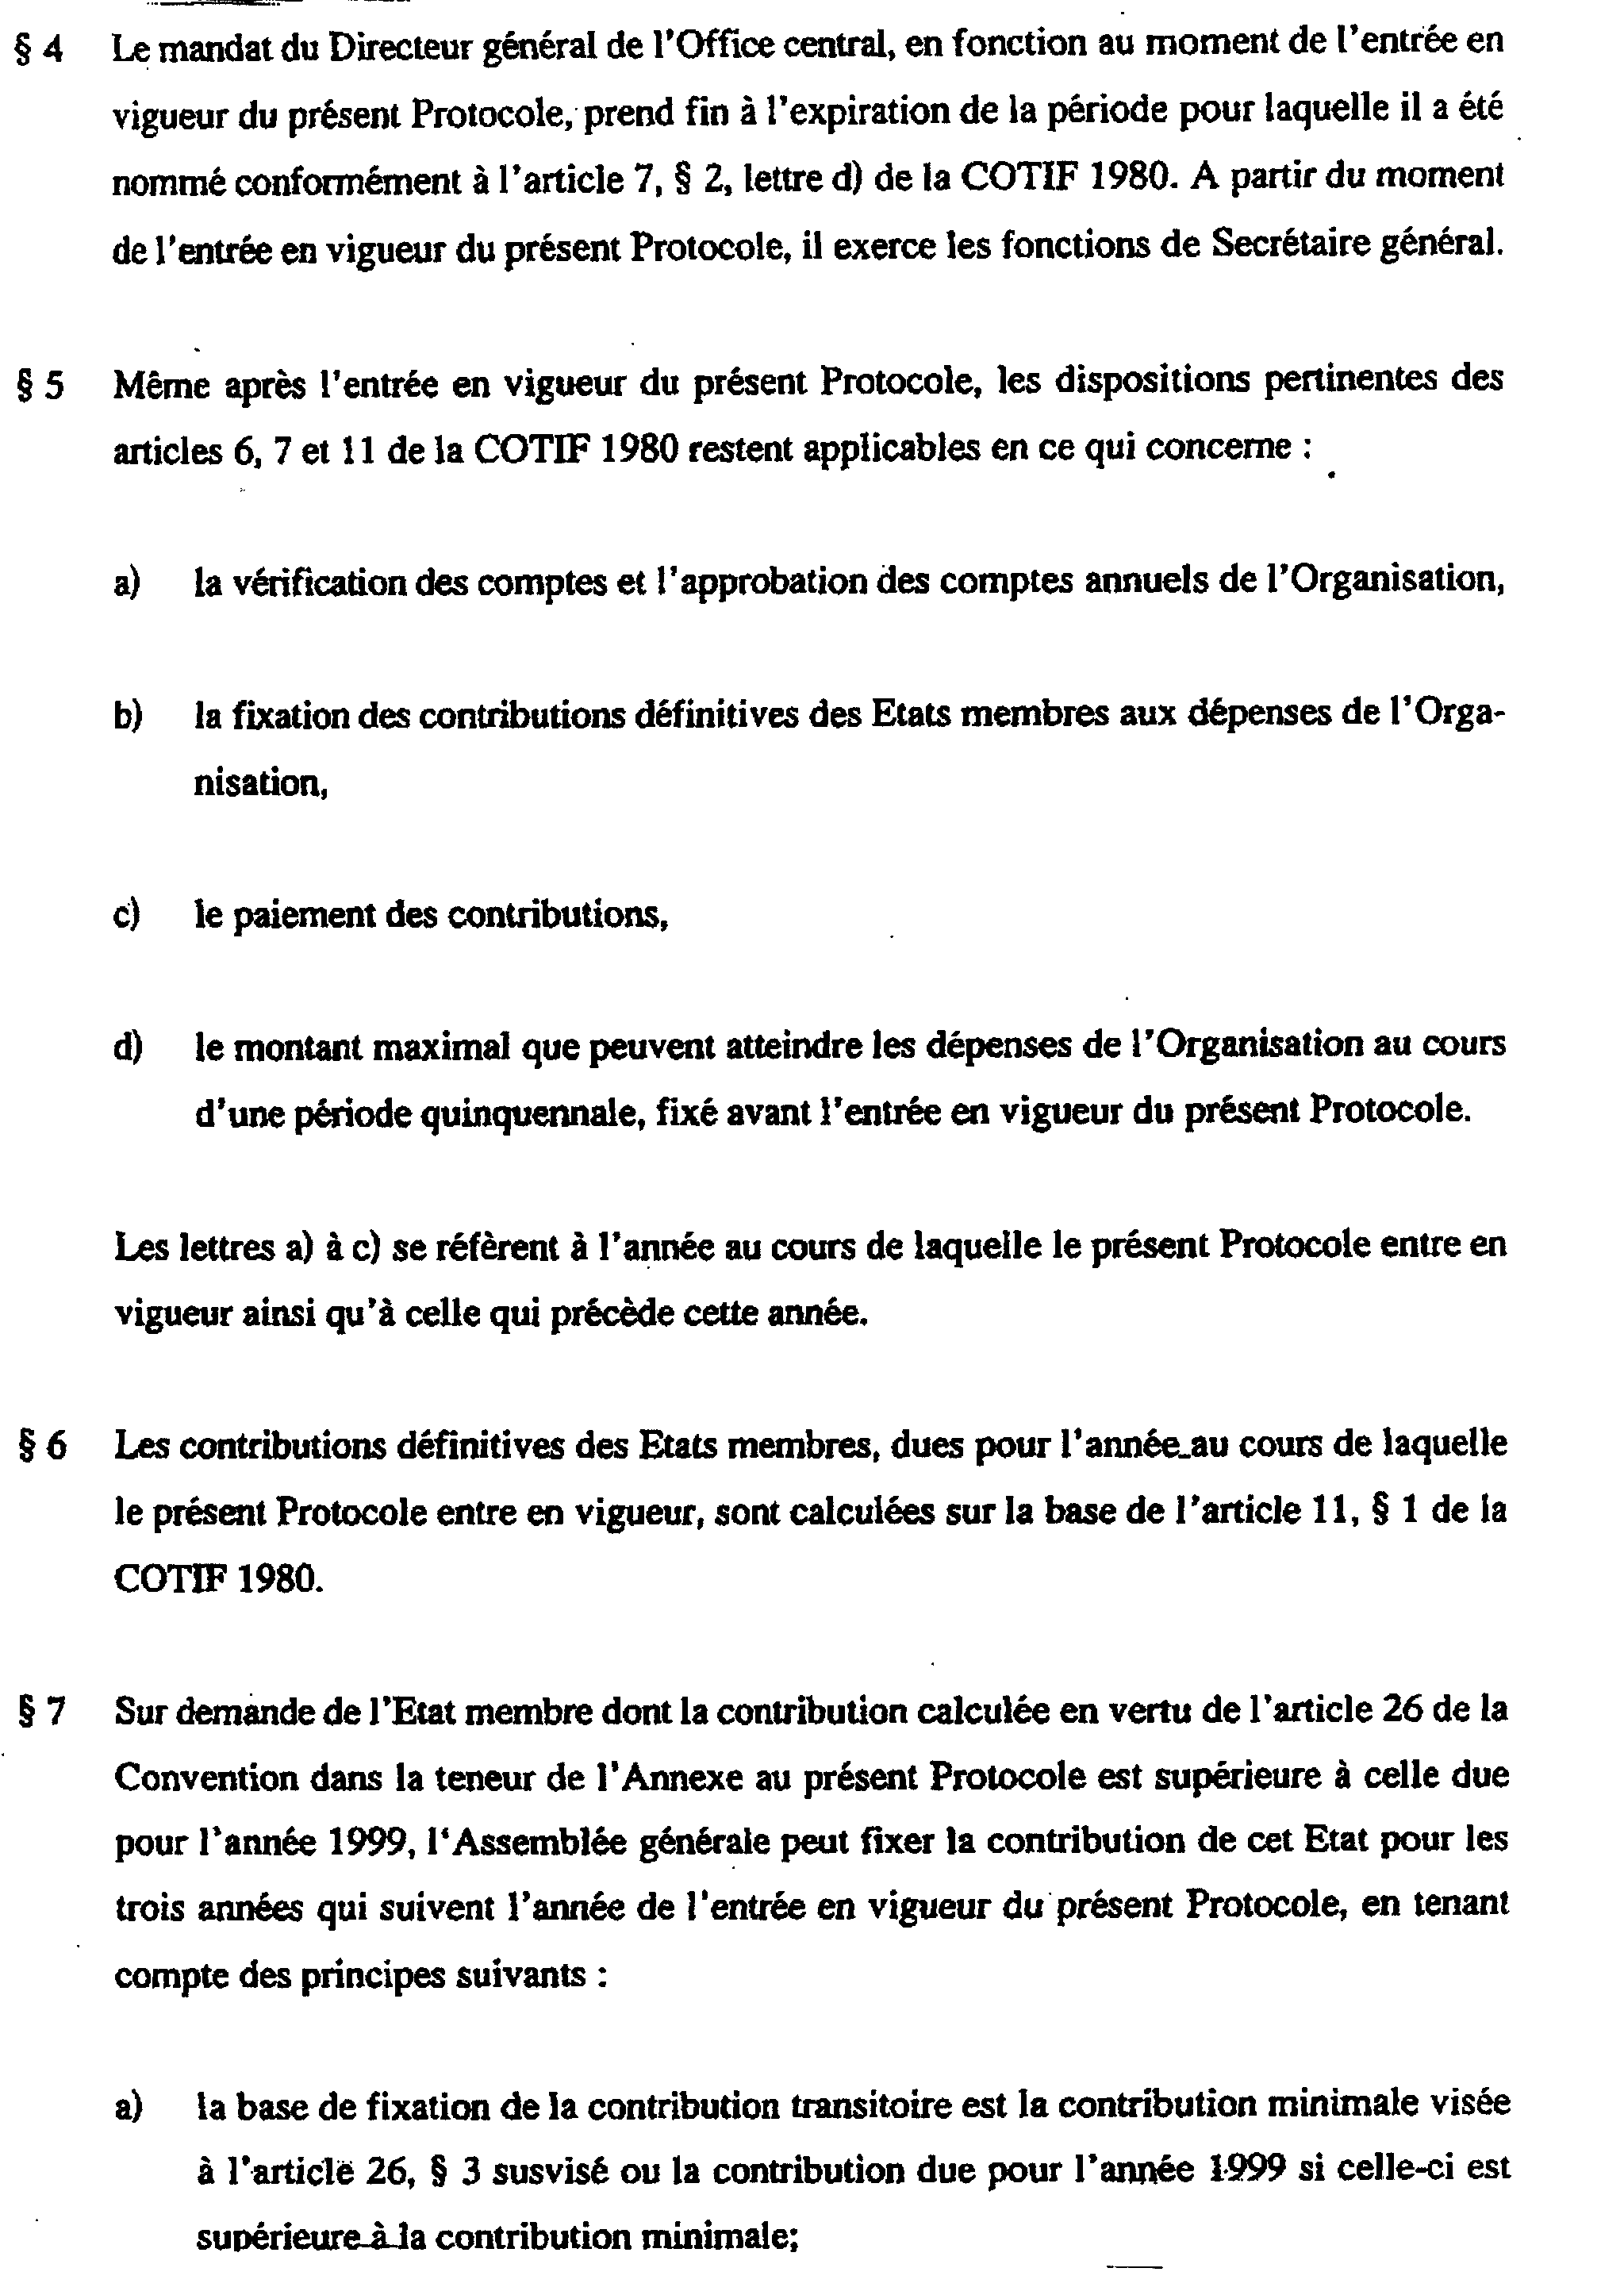 § 4 Le mandat du Directeur général de l'Office central, en fonction au moment de l'entrée en
vigueur du présent Protocole, prend fin à l'expiration de la période pour laquelle il a été
nommé conformément à l'article 7, § 2, lettre d) de la COTIF 1980. A partir du moment
de l'entrée en vigueur du présent Protocole, il exerce les fonctions de Secrétaire général.
§ 5 Même après l'entrée en vigueur du présent Protocole, les dispositions pertinentes des
articles 6, 7 et 11 de la COTIF 1980 restent applicables en ce qui concerne :
a) la vérification des comptes et l'approbation des comptes annuels de l'Organisation,
b) la fixation des contributions définitives des Etats membres aux dépenses de l'Orga-
nisation,
c) le paiement des contributions,
d) le montant maximal que peuvent atteindre les dépenses de l'Organisation au cours
d'une période quinquennale, fixé avant l'entrée en vigueur du présent Protocole.
Les lettres a) à c) se réfèrent à l'année au cours de laquelle le présent Protocole entre en
vigueur ainsi qu'à celle qui précède cette année.
§ 6 Les contributions définitives des Etats membres, dues pour l'année au cours de laquelle
le présent Protocole entre en vigueur, sont calculées sur la base de l'article 11, § 1 de la
COTIF 1980.
§ 7 Sur demande de l'Etat membre dont la contribution calculée en vertu de l'article 26 de la
Convention dans la teneur de l'Annexe au présent Protocole est supérieure à celle due
pour l'année 1999, l'Assemblée générale peut fixer la contribution de cet Etat pour les
trois années qui suivent l'année de l'entrée en vigueur du présent Protocole, en tenant
compte des principes suivants :
a) la base de fixation de la contribution transitoire est la contribution minimale visée
à l'article 26, § 3 susvisé ou la contribution due pour l'année 1999 si celle-ci est
supérieure à la contribution minimale;